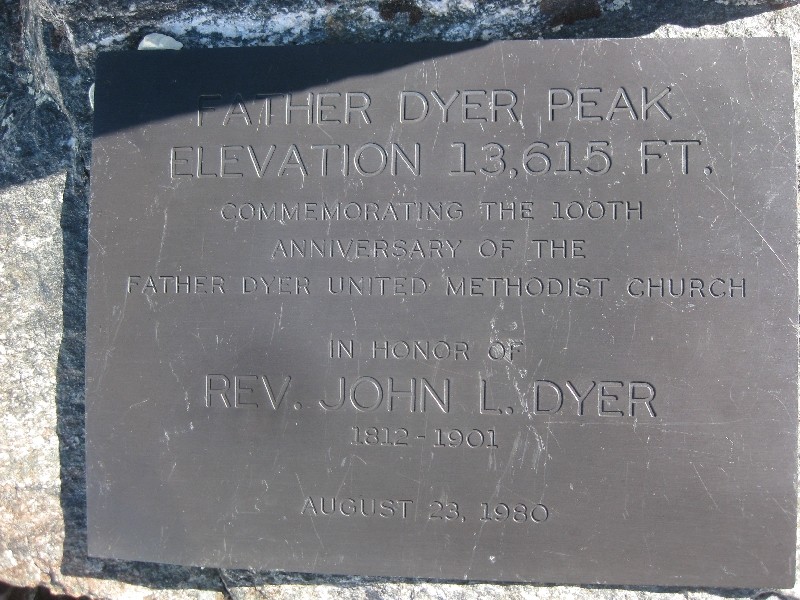 FATHER DYER PEAK
ELEVATION 13,615 FT.
COMMEMORATING THE 100TH
ANNIVERSARY OF THE
FATHER DYER UNITED METHODIST CHURCH
IN HONOR OF
REV. JOHN L. DYER
1812-1901
AUGUST 23, 1980